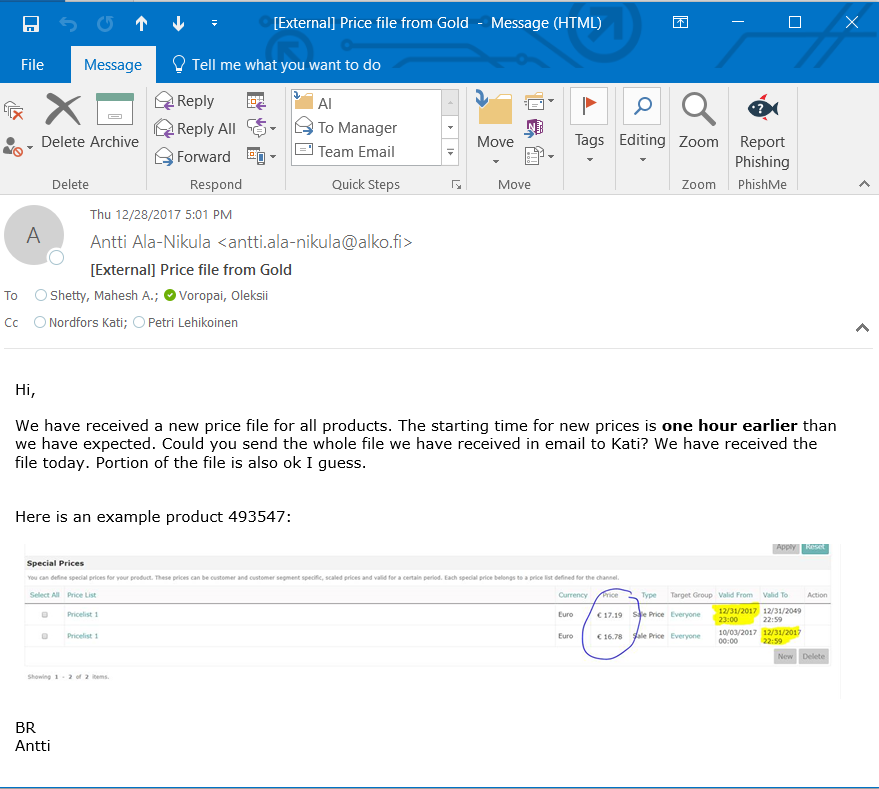 [External] Price file from Gold - Message (HTML)
File Message Tell me what you want to do
Delete Archive
Reply
Reply All
Forward
AI
To Manager
Team Email
Move
Tags
Editing
Zoom
Report
Phishing
Delete Respond Quick Steps Move Zoom PhishMe
A
Thu 12/28/2017 5:01 PM
Antti Ala-Nikula <antti.ala-nikula@alko.fi>
[External] Price file from Gold
To Shetty, Mahesh A.; Voropai, Oleksii
Cc Nordfors Kati; Petri Lehikoinen
Hi,
We have received a new price file for all products. The starting time for new prices is one hour earlier than
we have expected. Could you send the whole file we have received in email to Kati? We have received the
file today. Portion of the file is also ok I guess.
Here is an example product 493547:
Apply Reset
Special Prices
You can define special prices for your product. These prices can be customer and customer segment specific, scaled prices and valid for a certain period. Each special price belongs to a price list defined for the channel.
Select All Price List Currency Price Type Target Group Valid From Valid To Action
Pricelist 1 Euro € 17.19 Sale Price Everyone 12/31/2017 23:00 12/31/2049 22:59
Pricelist 1 Euro € 16.78 Sale Price Everyone 10/03/2017 00:00 12/31/2017 22:59
New Delete
Showing 1 - 2 of 2 items.
BR
Antti